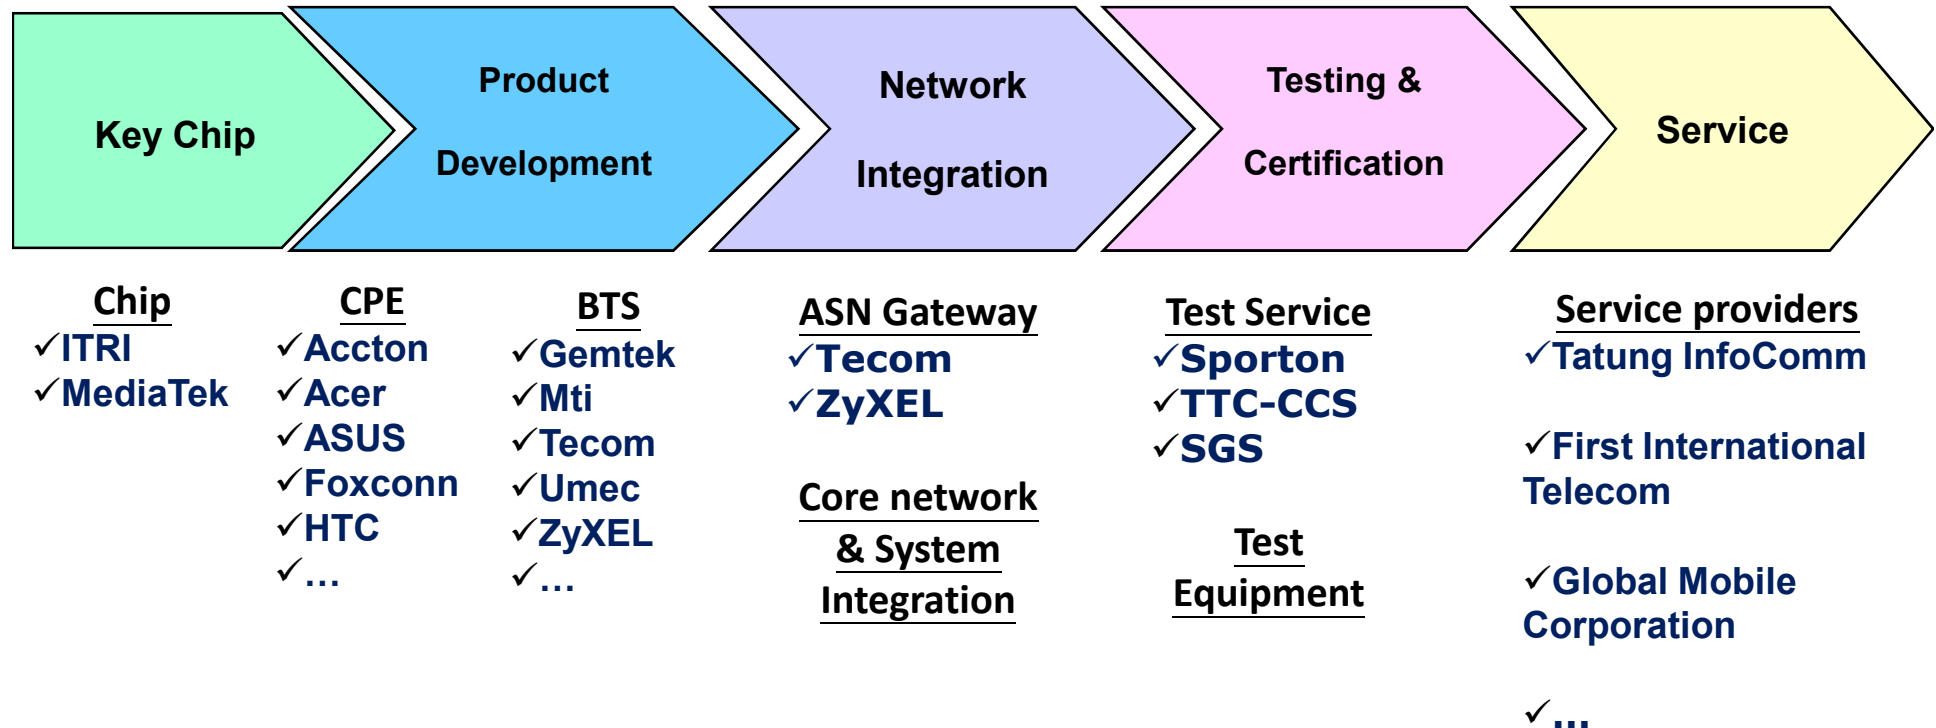 Key Chip
Product
Development
Network
Integration
Testing &
Certification
Service
Chip
✓ITRI
✓MediaTek
CPE
✓Accton
✓Acer
✓ASUS
✓Foxconn
✓HTC
✓...
BTS
✓Gemtek
✓Mti
✓Tecom
✓Umec
✓ZyXEL
✓...
ASN Gateway
✓Tecom
✓ZyXEL
Core network
& System
Integration
Test Service
✓Sporton
✓TTC-CCS
✓SGS
Test
Equipment
Service providers
✓Tatung InfoComm
✓First International
Telecom
✓Global Mobile
Corporation
✓...